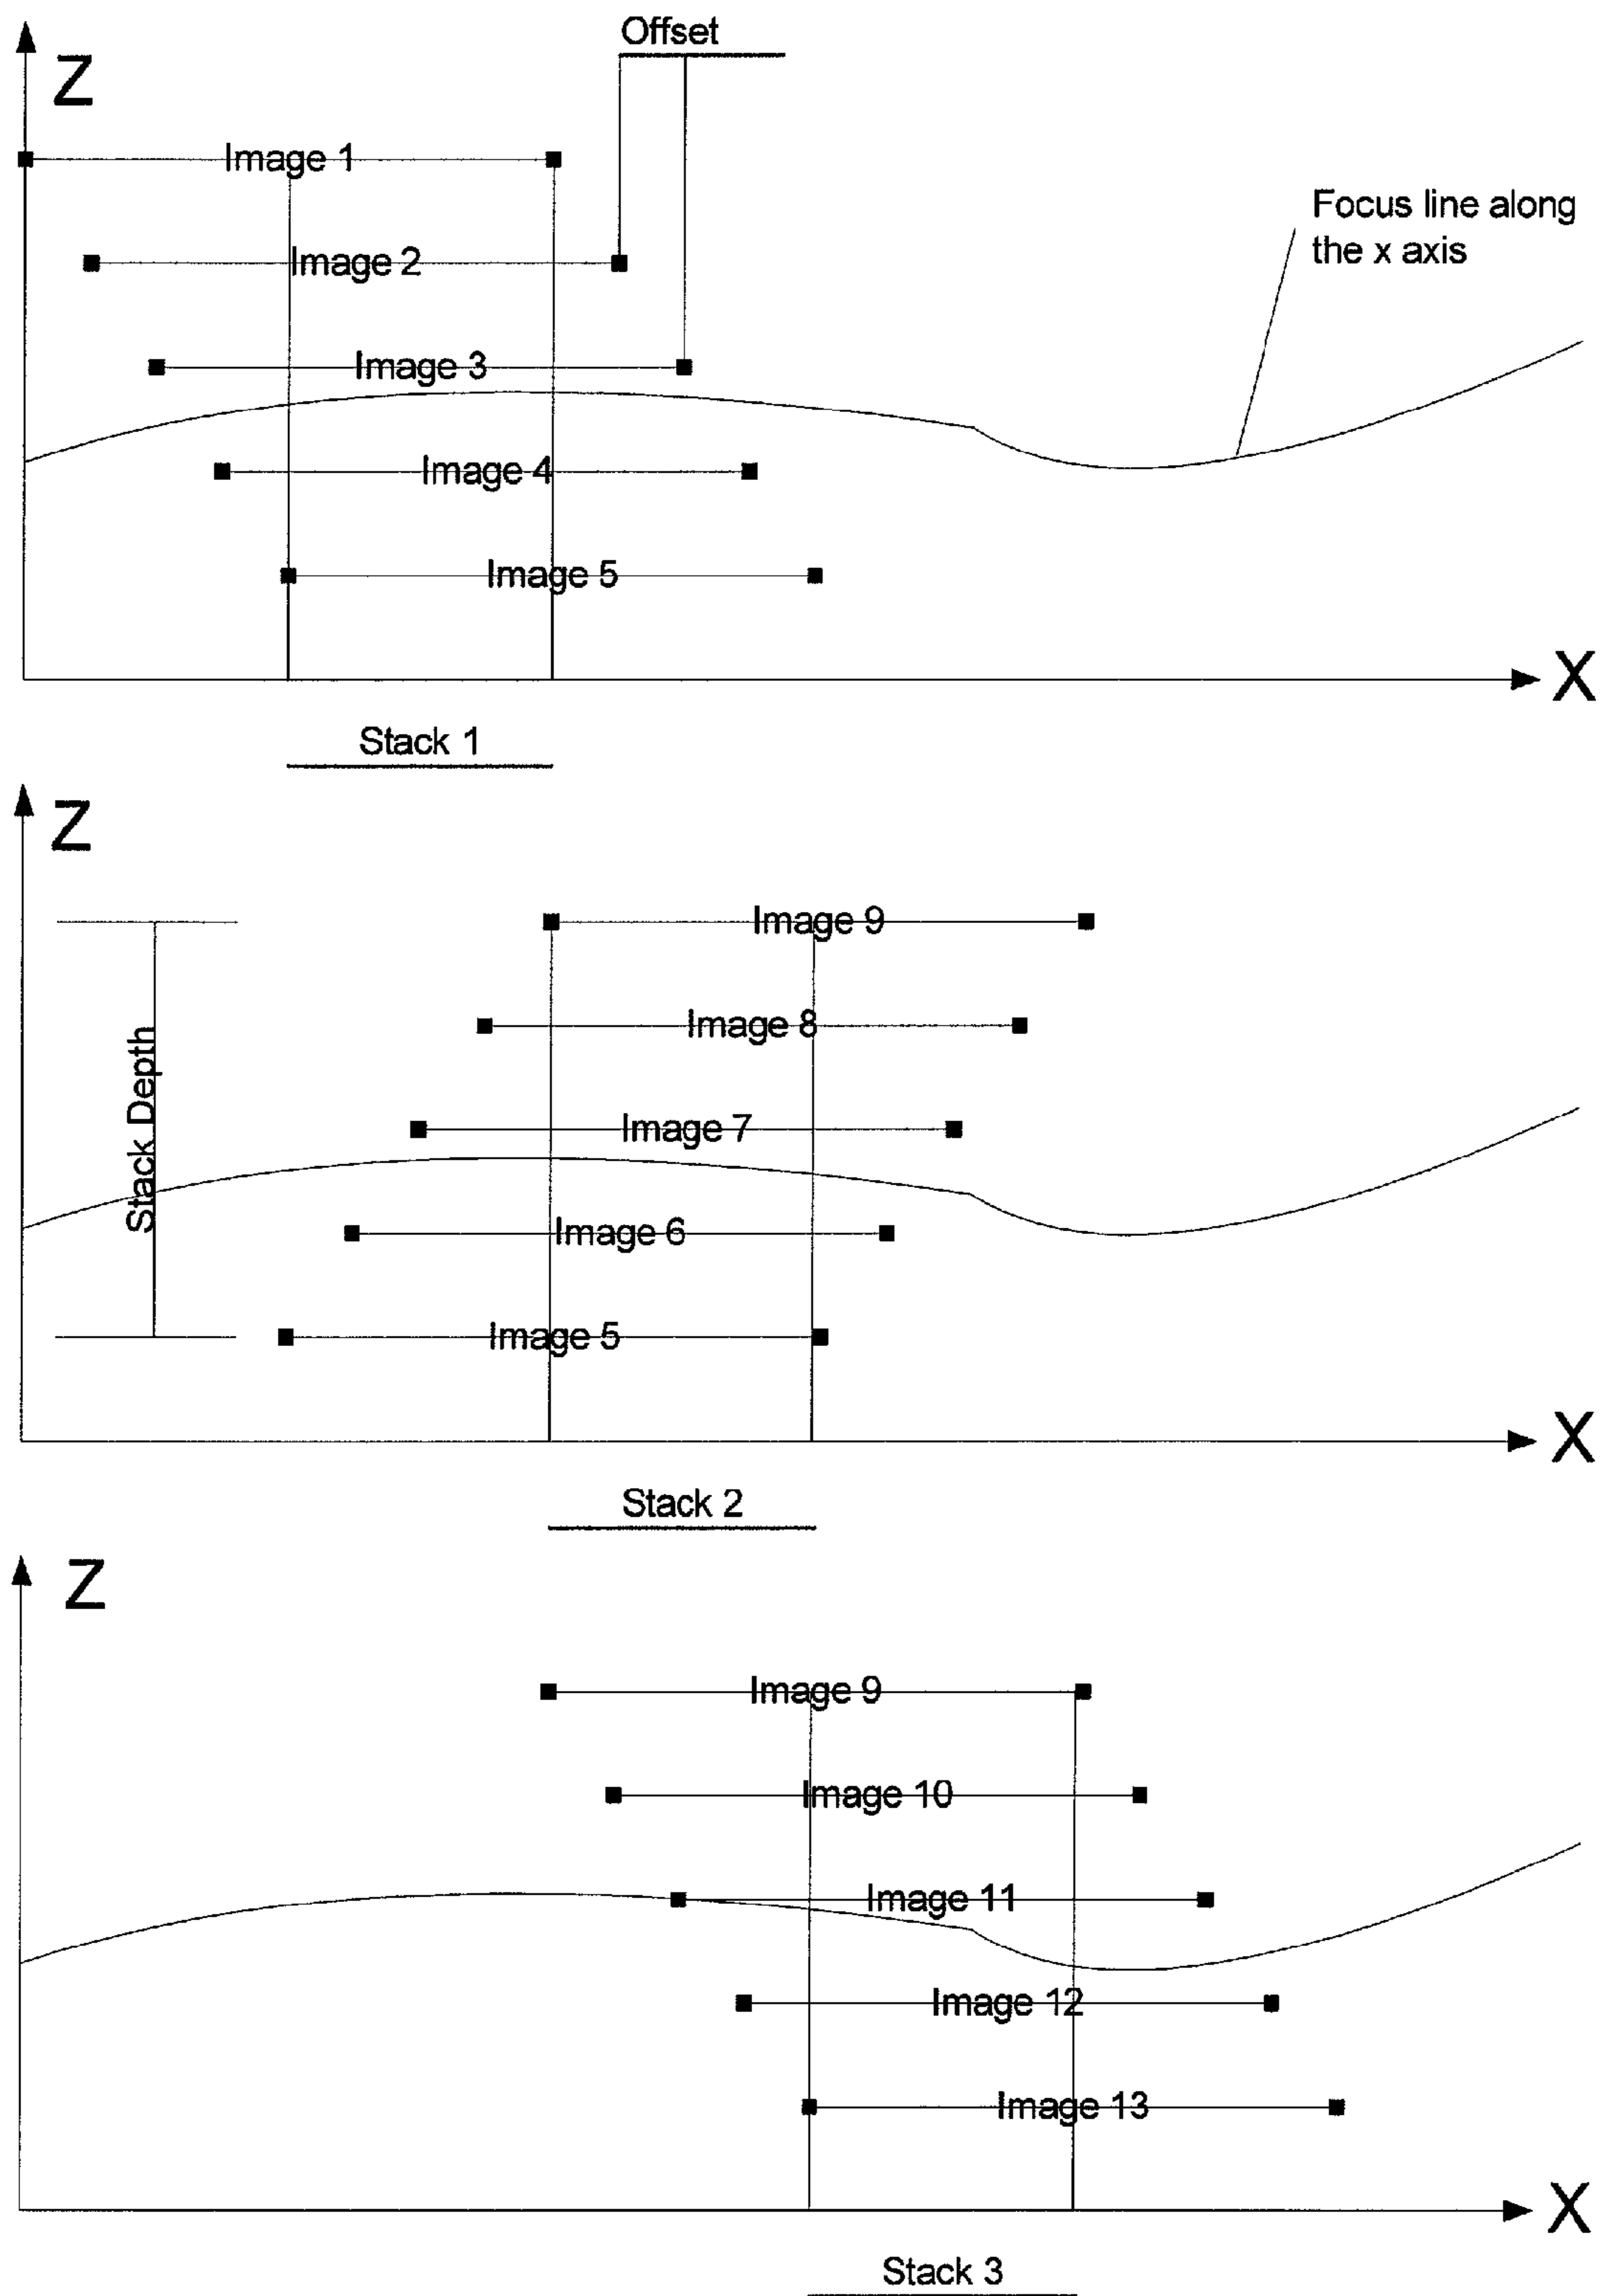 Offset
Z
Image 1
Focus line along
the x axis
Image 2
Image 3
Image 4
Image 5
X
Stack 1
Z
Image 9
Image 8
Stack Depth
Image 7
Image 6
Image 5
X
Stack 2
Z
Image 9
Image 10
Image 11
Image 12
Image 13
X
Stack 3